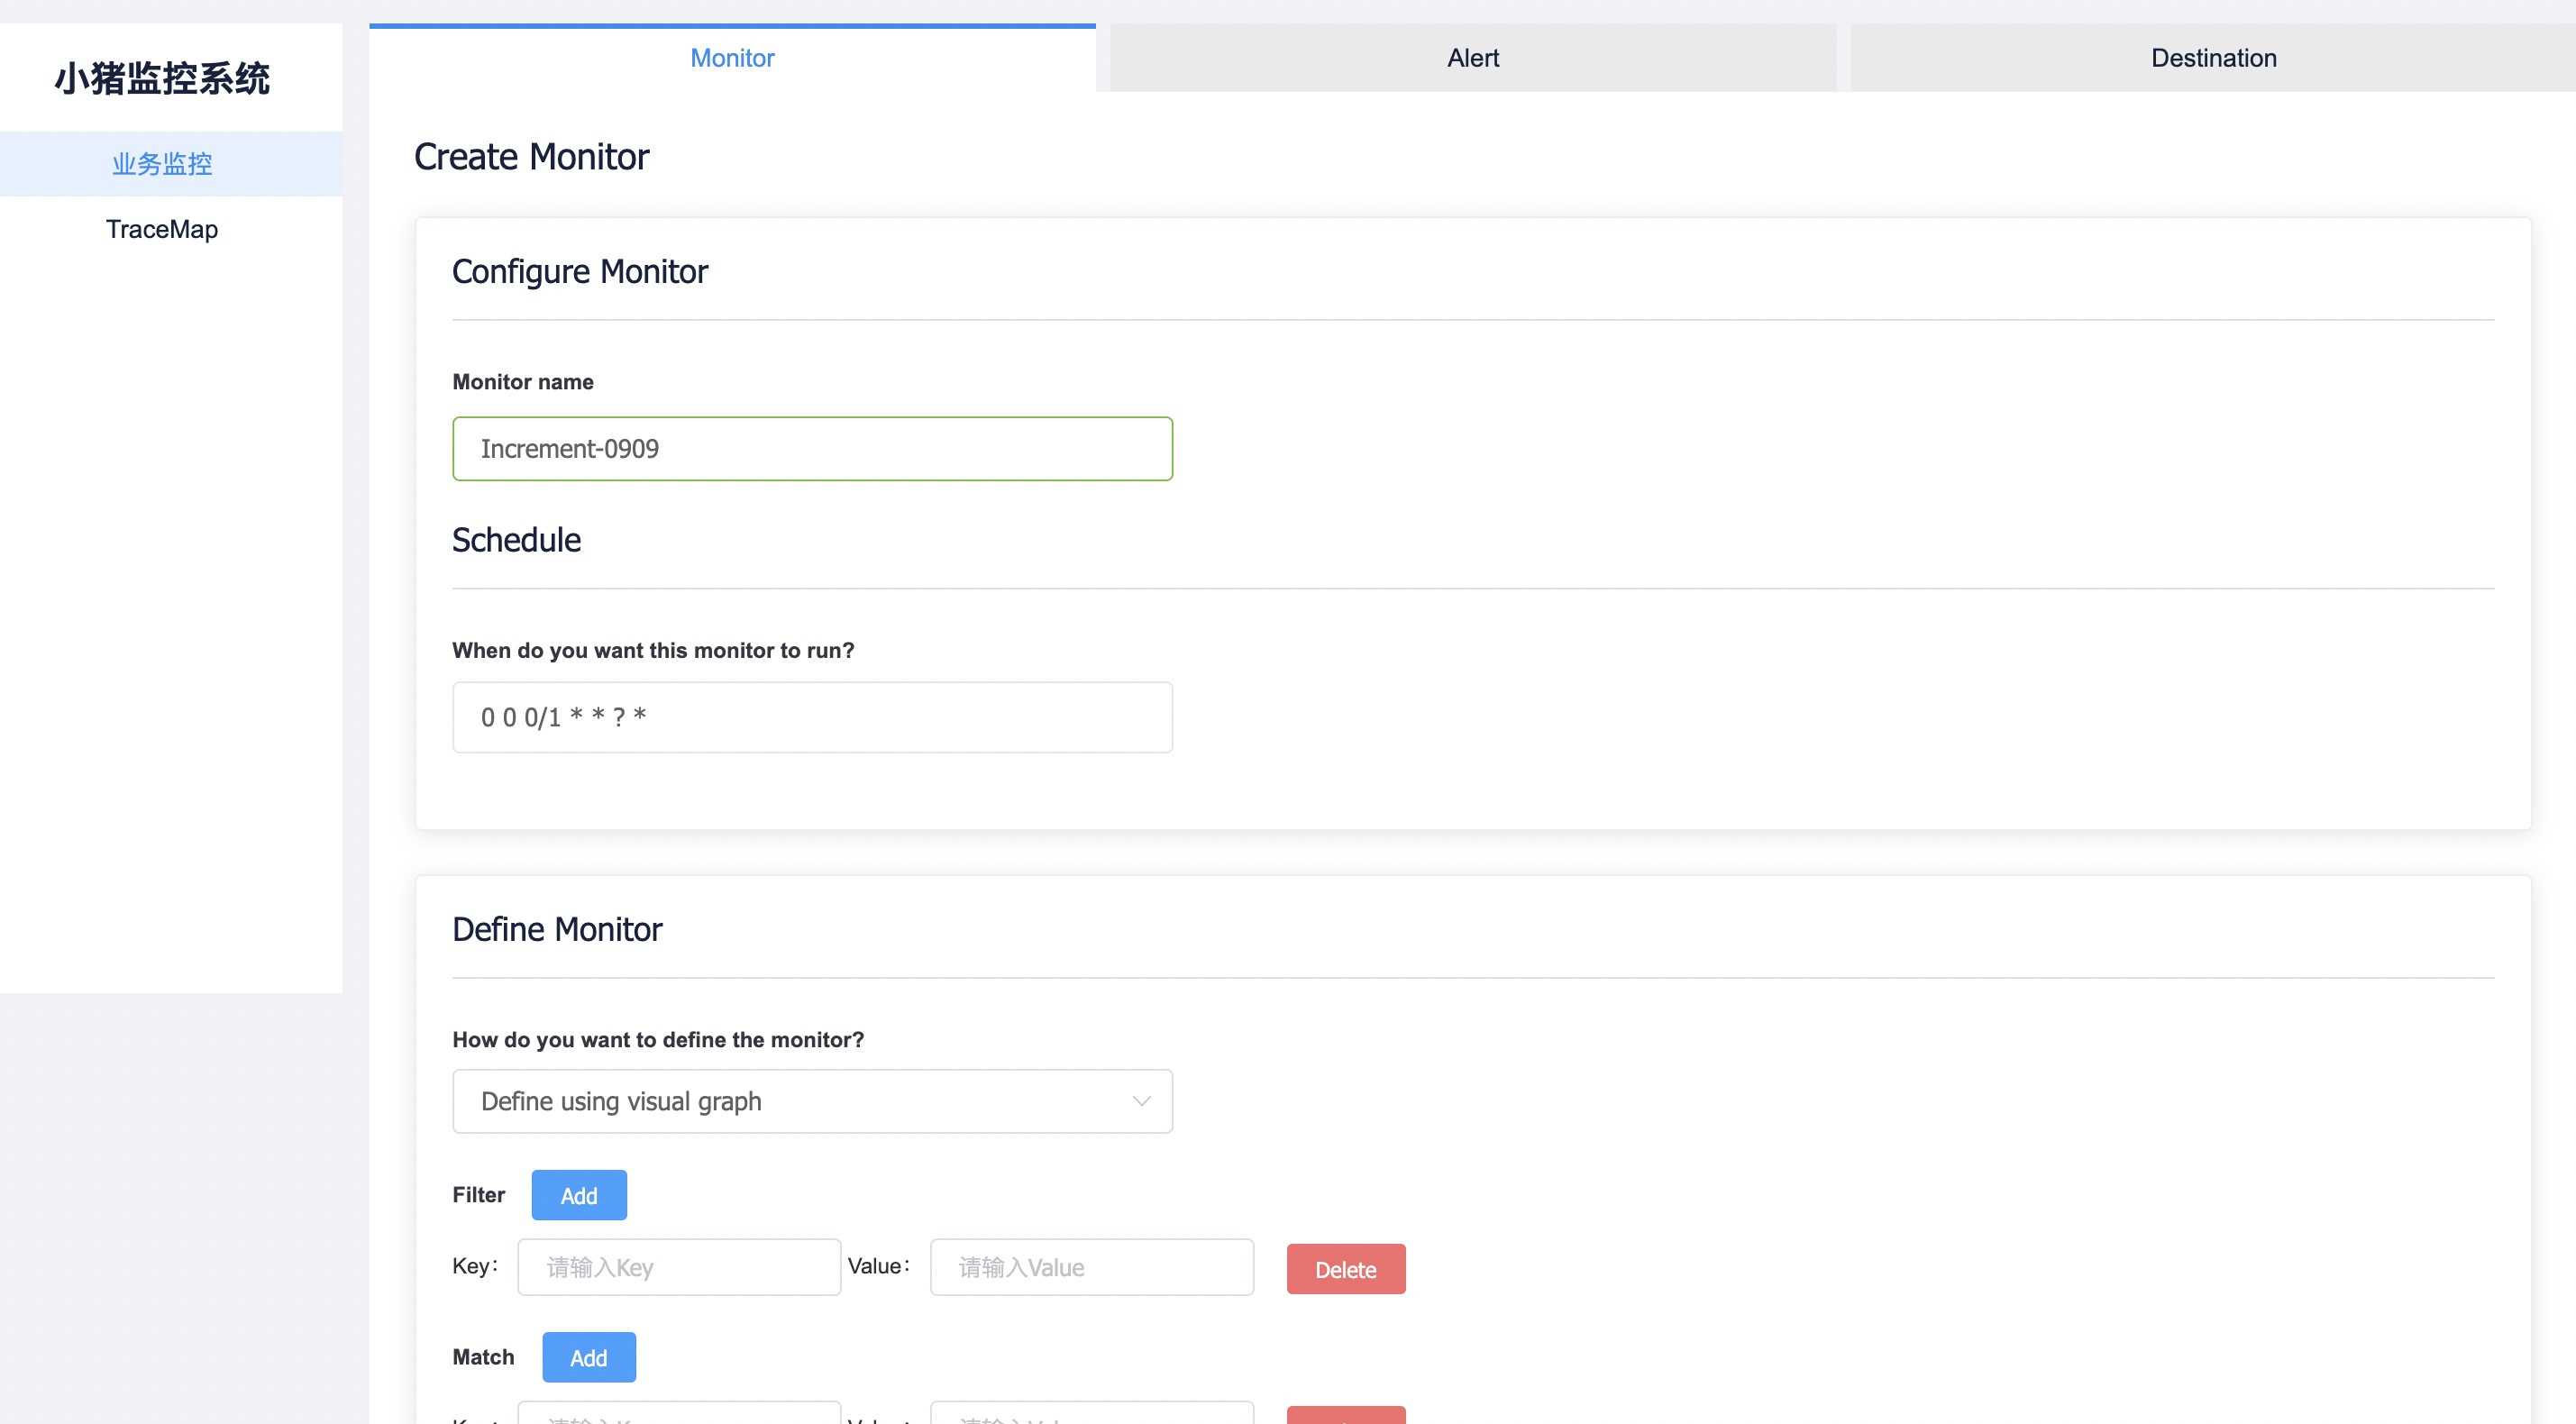 小猪监控系统
业务监控
TraceMap
Monitor
Alert
Destination
Create Monitor
Configure Monitor
Monitor name
Increment-0909
Schedule
When do you want this monitor to run?
0 0 0/1 * * ? *
Define Monitor
How do you want to define the monitor?
Define using visual graph
Filter Add
Key： 请输入Key Value： 请输入Value Delete
Match Add